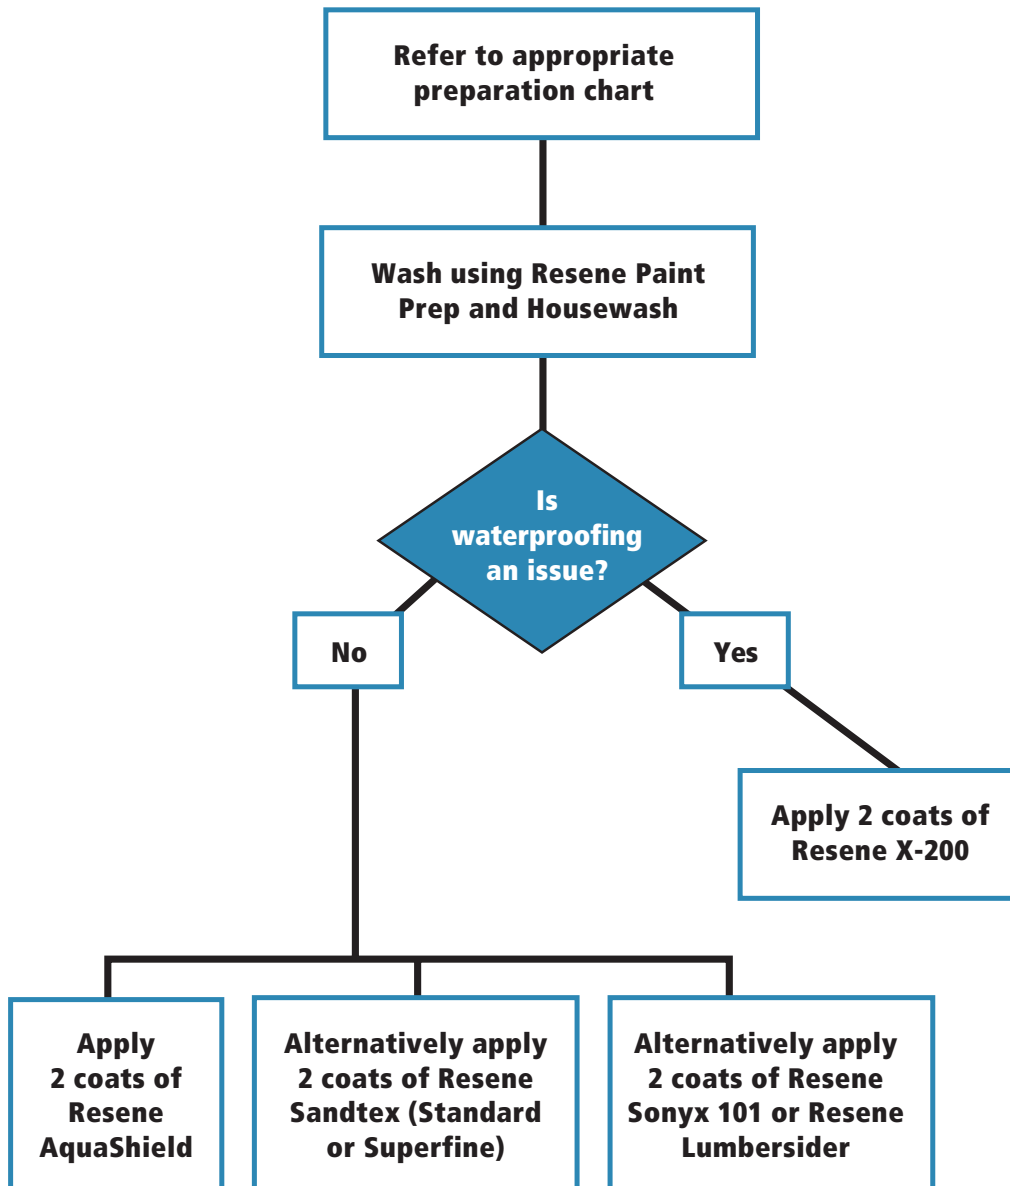 Refer to appropriate
preparation chart
Wash using Resene Paint
Prep and Housewash
Is
waterproofing
an issue?
No
Yes
Apply 2 coats of
Resene X-200
Apply
2 coats of
Resene
AquaShield
Alternatively apply
2 coats of Resene
Sandtex (Standard
or Superfine)
Alternatively apply
2 coats of Resene
Sonyx 101 or Resene
Lumbersider